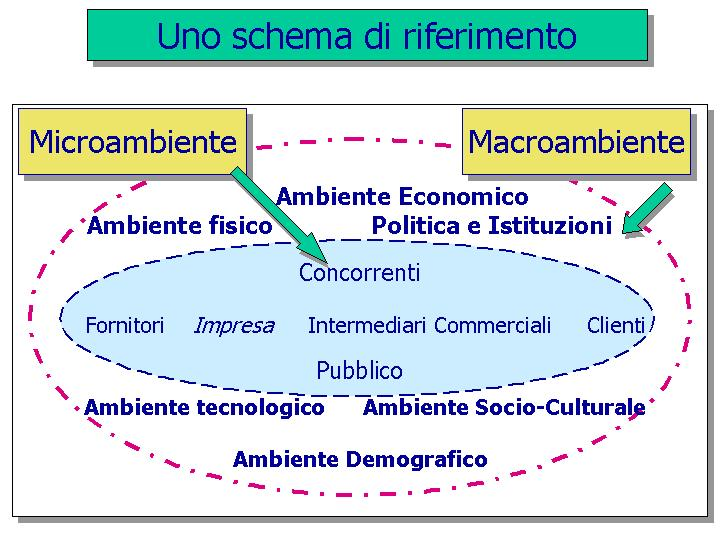 Uno schema di riferimento
Microambiente Macroambiente
Ambiente Economico
Ambiente fisico Politica e Istituzioni
Concorrenti
Fornitori Impresa Intermediari Commerciali Clienti
Pubblico
Ambiente tecnologico Ambiente Socio-Culturale
Ambiente Demografico